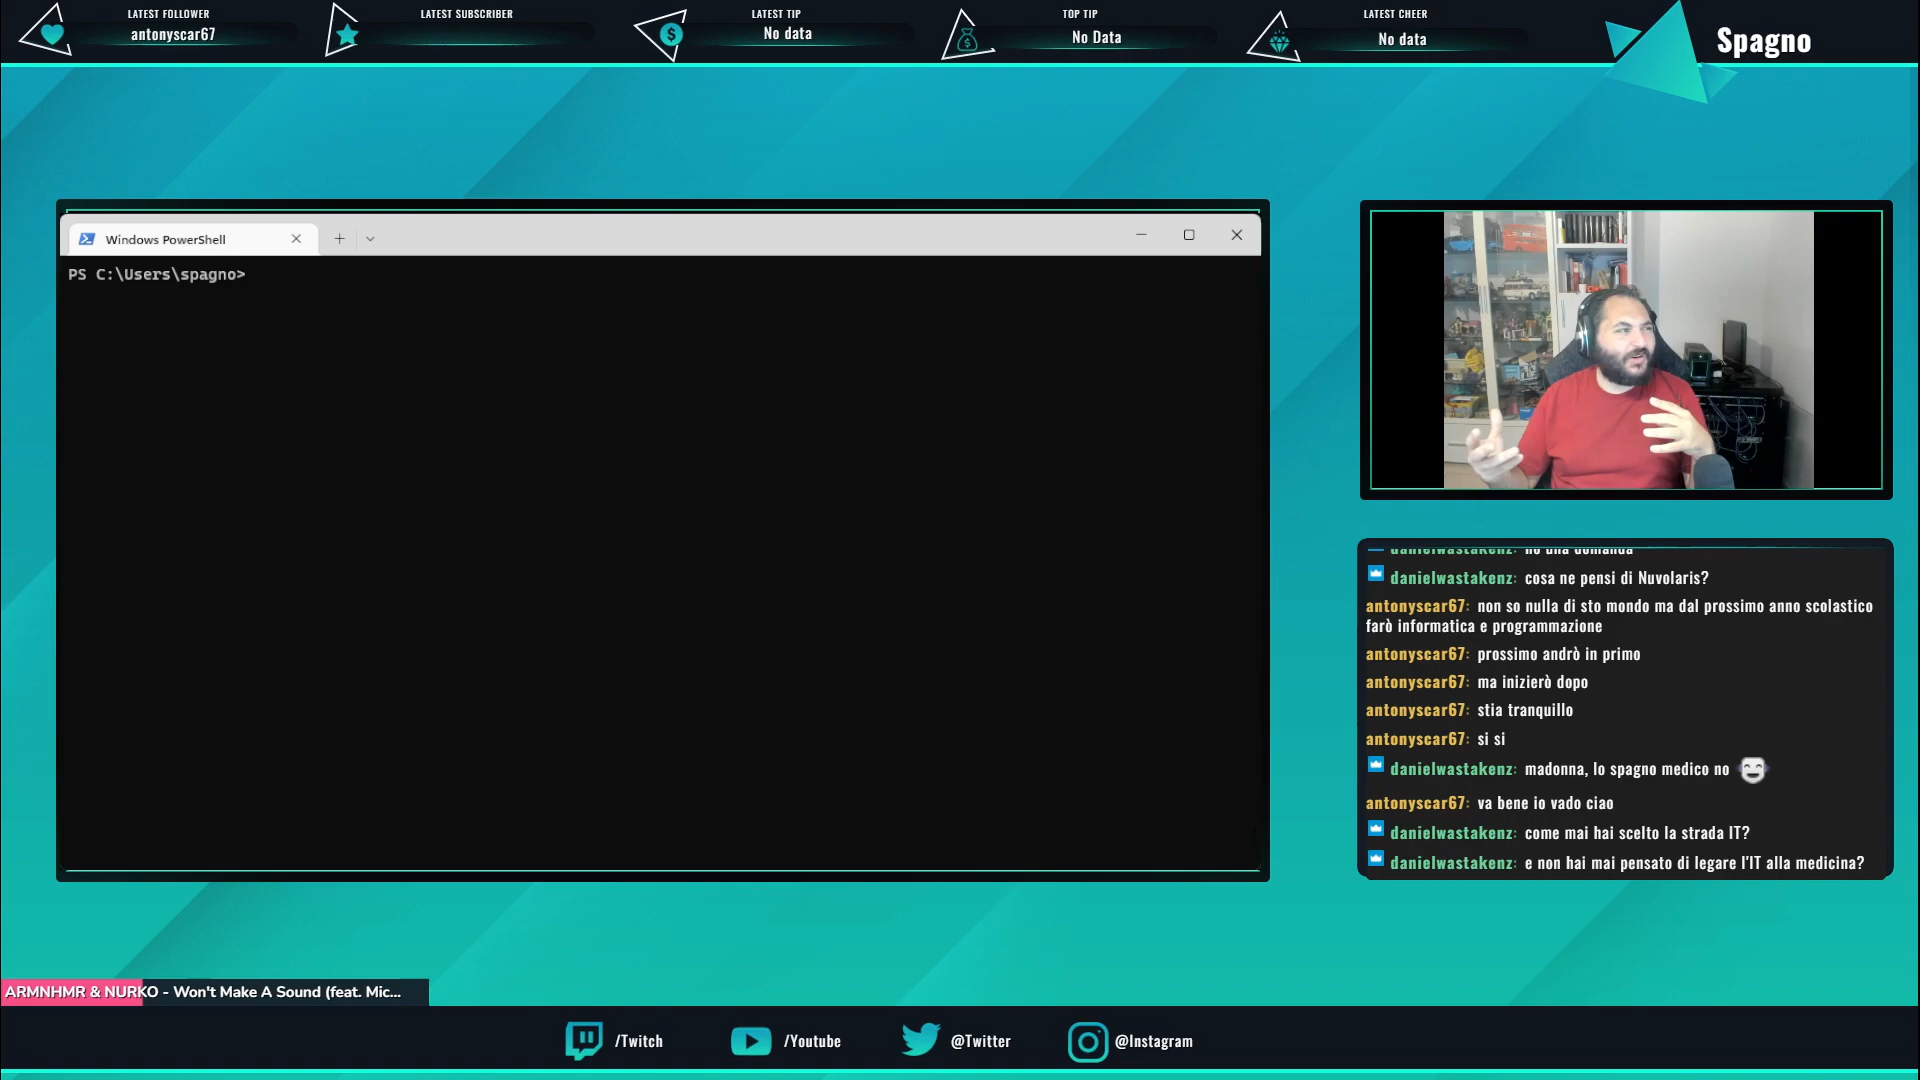 LATEST FOLLOWER
antonyscar67
LATEST SUBSCRIBER
LATEST TIP
No data
TOP TIP
No Data
LATEST CHEER
No data
Spagno
Windows PowerShell
PS C:\Users\spagno>
danielwastakenz: ho una domanda
danielwastakenz: cosa ne pensi di Nuvolaris?
antonyscar67: non so nulla di sto mondo ma dal prossimo anno scolastico
farò informatica e programmazione
antonyscar67: prossimo andrò in primo
antonyscar67: ma inizierò dopo
antonyscar67: stia tranquillo
antonyscar67: si si
danielwastakenz: madonna, lo spagno medico no
antonyscar67: va bene io vado ciao
danielwastakenz: come mai hai scelto la strada IT?
danielwastakenz: e non hai mai pensato di legare l'IT alla medicina?
ARMNHMR & NURKO - Won't Make A Sound (feat. Mic...
/Twitch
/Youtube
@Twitter
@Instagram